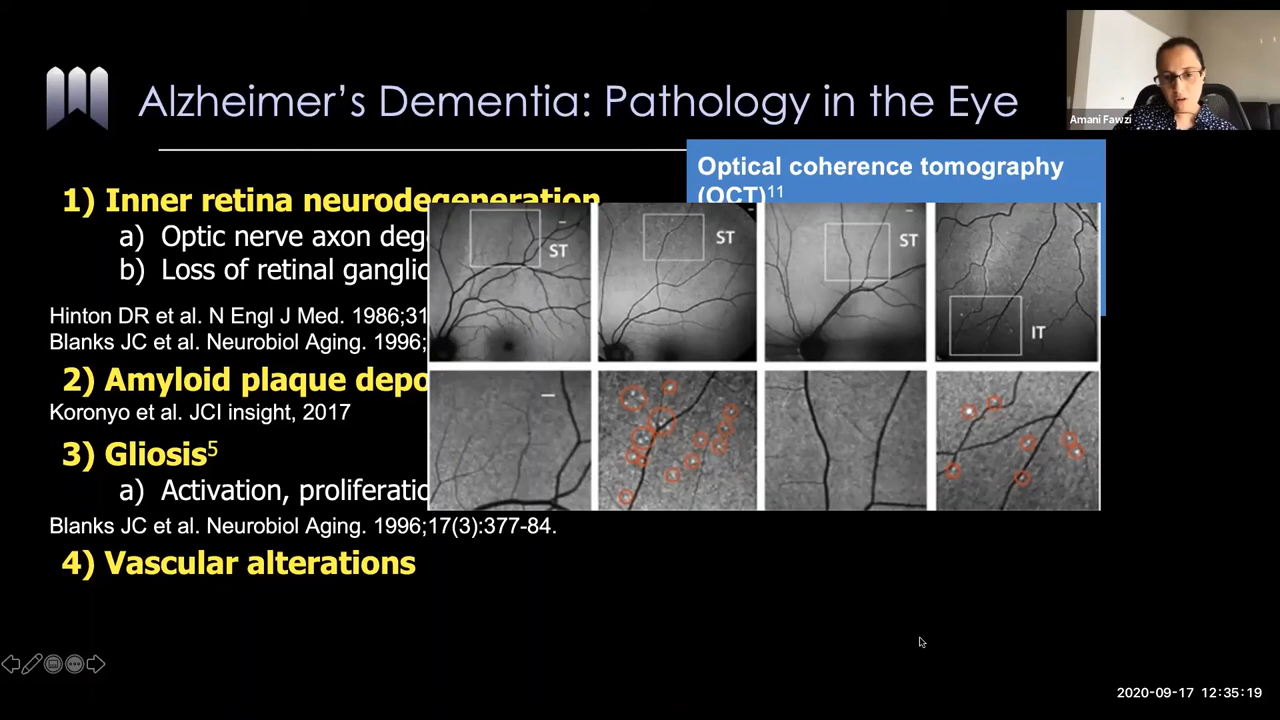 Alzheimer's Dementia: Pathology in the Eye
Amani Fawzi
Optical coherence tomography
(OCT)11
1) Inner retina neurodegeneration
a) Optic nerve axon deg
b) Loss of retinal ganglic
Hinton DR et al. N Engl J Med. 1986;31
Blanks JC et al. Neurobiol Aging. 1996;
2) Amyloid plaque depo
Koronyo et al. JCI insight, 2017
3) Gliosis5
a) Activation, proliferatio
Blanks JC et al. Neurobiol Aging. 1996;17(3):377-84.
4) Vascular alterations
ST
ST
ST
IT
2020-09-17 12:35:19